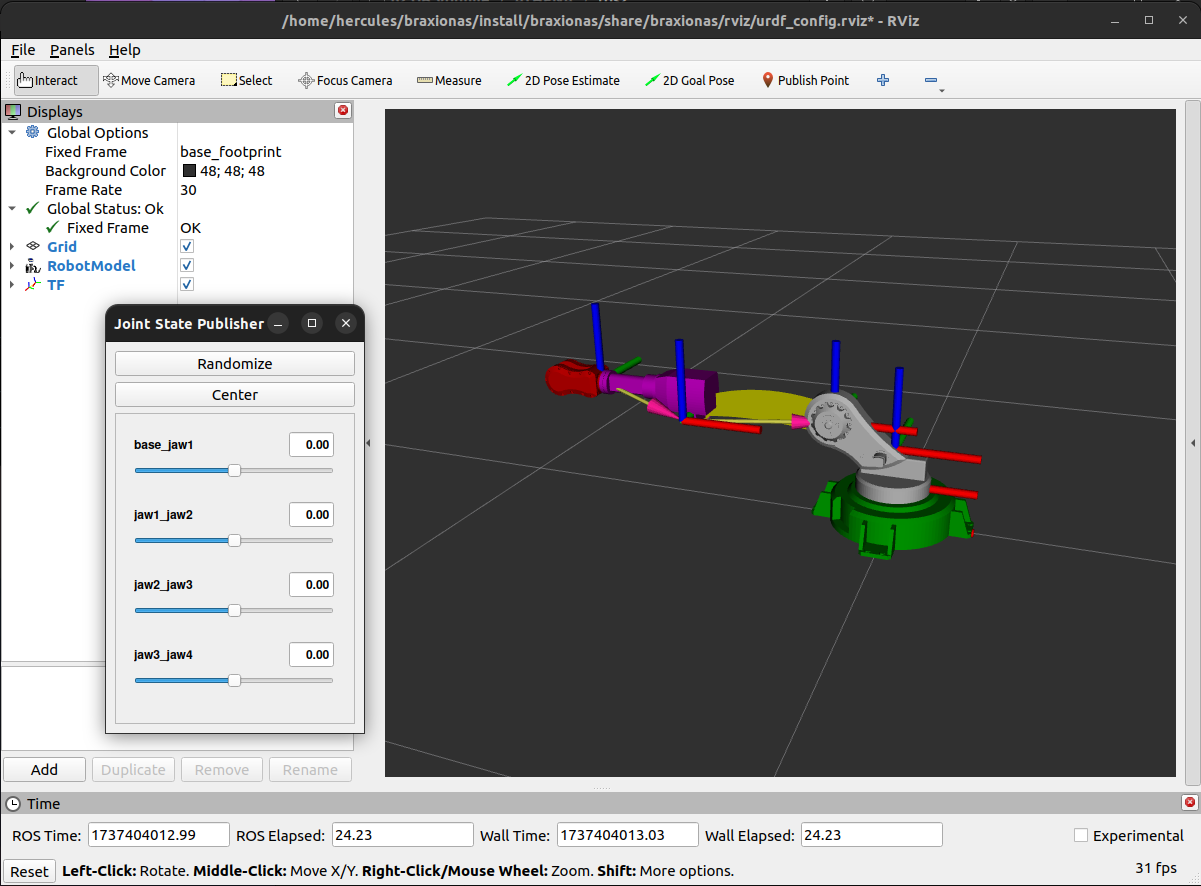 /home/hercules/braxionas/install/braxionas/share/braxionas/rviz/urdf_config.rviz* - RViz
File Panels Help
Interact Move Camera Select Focus Camera Measure 2D Pose Estimate 2D Goal Pose Publish Point
Displays
Global Options
Fixed Frame base_footprint
Background Color 48; 48; 48
Frame Rate 30
Global Status: Ok
Fixed Frame OK
Grid
RobotModel
TF
Joint State Publisher
Randomize
Center
base_jaw1 0.00
jaw1_jaw2 0.00
jaw2_jaw3 0.00
jaw3_jaw4 0.00
Add Duplicate Remove Rename
Time
ROS Time: 1737404012.99 ROS Elapsed: 24.23 Wall Time: 1737404013.03 Wall Elapsed: 24.23 Experimental
Reset Left-Click: Rotate. Middle-Click: Move X/Y. Right-Click/Mouse Wheel: Zoom. Shift: More options. 31 fps